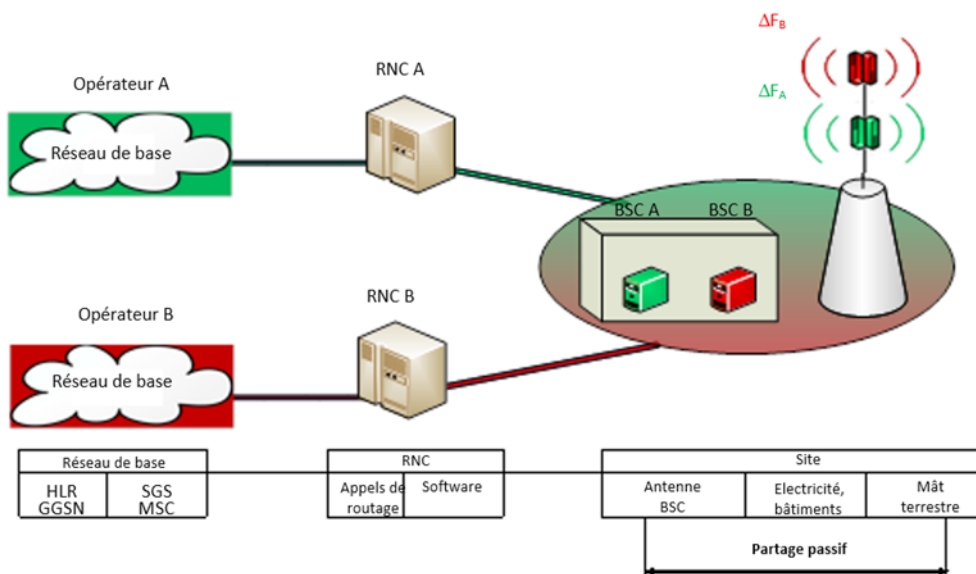 ΔF_B
RNC A
Opérateur A
ΔF_A
Réseau de base
BSC A BSC B
RNC B
Opérateur B
Réseau de base
Réseau de base
HLR SGS
GGSN MSC
RNC
Appels de Software
routage
Site
Antenne Electricité, Mât
BSC bâtiments terrestre
Partage passif